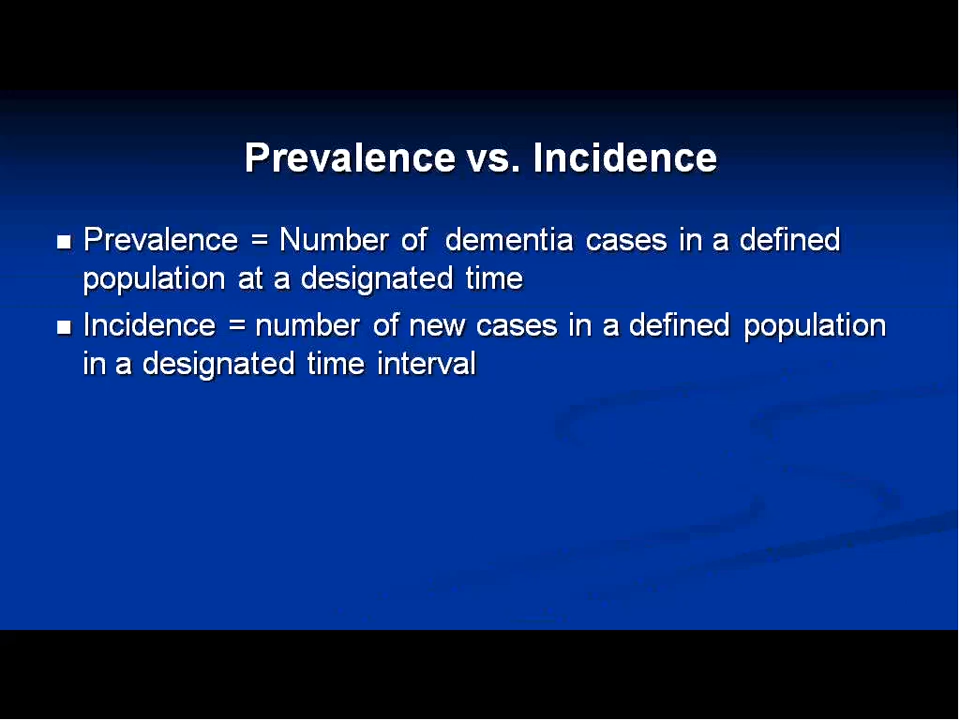 Prevalence vs. Incidence
■ Prevalence = Number of dementia cases in a defined
population at a designated time
■ Incidence = number of new cases in a defined population
in a designated time interval